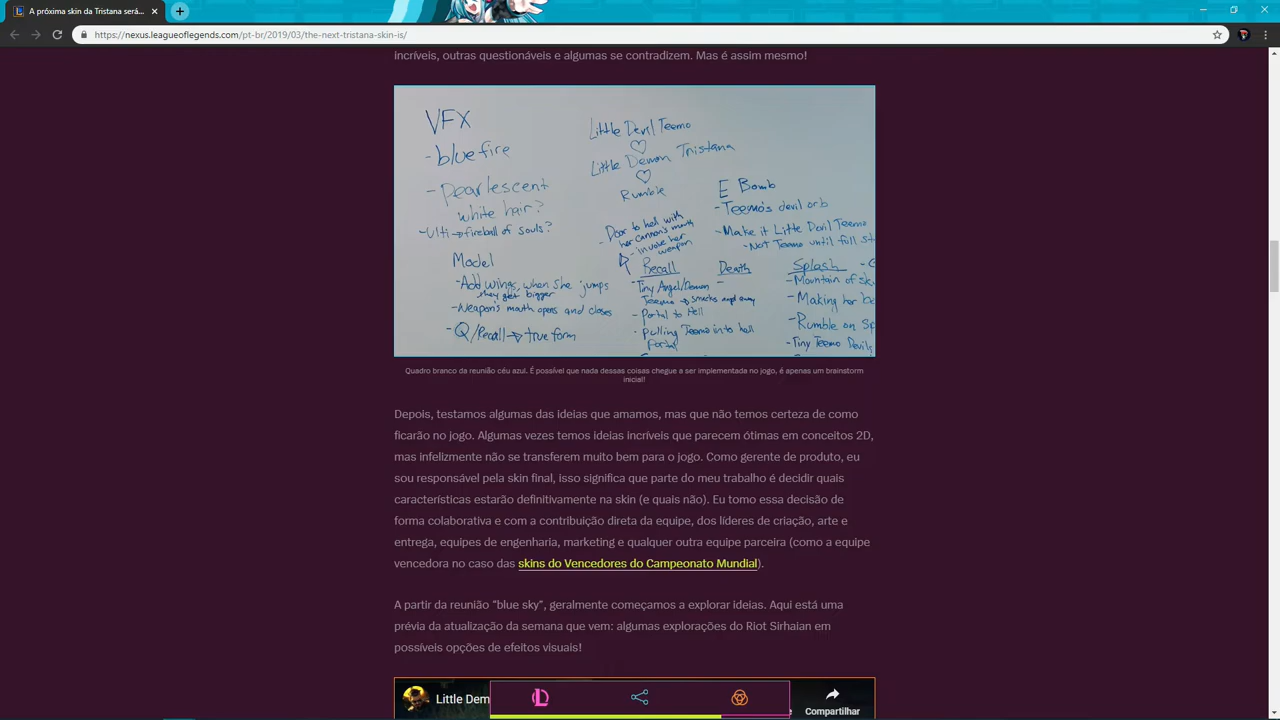 A próxima skin da Tristana será...
https://nexus.leagueoflegends.com/pt-br/2019/03/the-next-tristana-skin-is/
incríveis, outras questionáveis e algumas se contradizem. Mas é assim mesmo!
VFX
- blue fire
- pearlescent
white hair?
- Ulti → fireball of souls?
Model
- Add wings, when she jumps
they get bigger
- Weapon's mouth opens and closes
- Q/Recall → true form
Little Devil Teemo
Little Demon Tristana
Rumble
- Door to hell with
her cannon's mouth
- invoke her
weapon
Recall
- Tiny Angel/Demon
Teemo → smacks angel away
- Portal to Hell
- pulling Teemo into hell
portal
Death
-
E Bomb
- Teemo's devil orb
- Make it Little Devil Teemo
- Not Teemo until full st
Splash
- Mountain of sk
- Making her bo
- Rumble on Sp
- Tiny Teemo Devils
Quadro branco da reunião céu azul. É possível que nada dessas coisas chegue a ser implementada no jogo, é apenas um brainstorm
inicial!
Depois, testamos algumas das ideias que amamos, mas que não temos certeza de como
ficarão no jogo. Algumas vezes temos ideias incríveis que parecem ótimas em conceitos 2D,
mas infelizmente não se transferem muito bem para o jogo. Como gerente de produto, eu
sou responsável pela skin final, isso significa que parte do meu trabalho é decidir quais
características estarão definitivamente na skin (e quais não). Eu tomo essa decisão de
forma colaborativa e com a contribuição direta da equipe, dos líderes de criação, arte e
entrega, equipes de engenharia, marketing e qualquer outra equipe parceira (como a equipe
vencedora no caso das skins do Vencedores do Campeonato Mundial).
A partir da reunião "blue sky", geralmente começamos a explorar ideias. Aqui está uma
prévia da atualização da semana que vem: algumas explorações do Riot Sirhaian em
possíveis opções de efeitos visuais!
Little Dem
Compartilhar